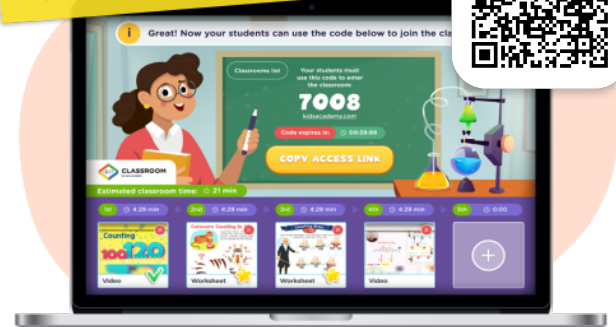 i Great! Now your students can use the code below to join the cla
Classrooms list
Your students must
use this code to enter
the classroom
7008
kidsacademy.com
Code expires in: 00:59:99
COPY ACCESS LINK
CLASSROOM
Estimated classroom time: 21 min
1st 4:29 min
2nd 4:29 min
3rd 4:29 min
4th 4:29 min
5th 0:00
Counting
100 120
Video
Worksheet
Worksheet
Video